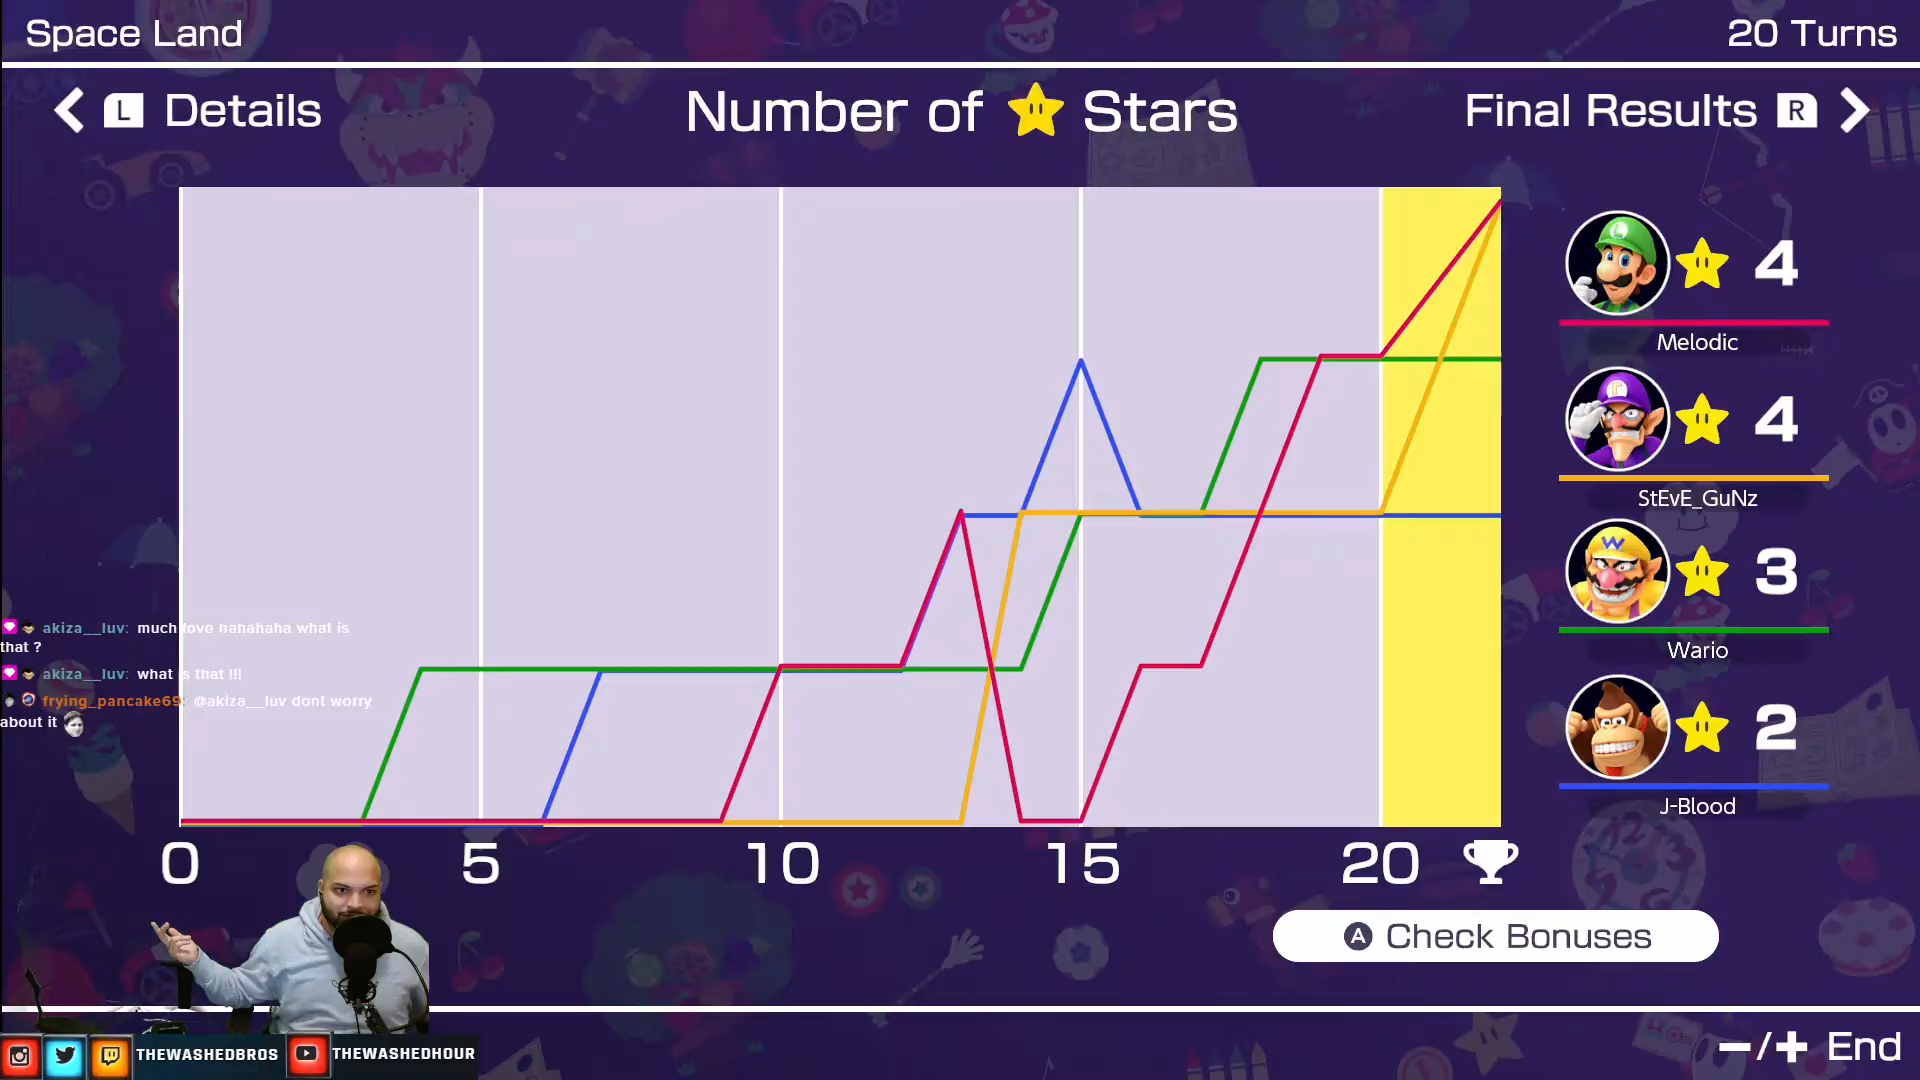 Space Land
20 Turns
L Details
Number of Stars
Final Results R
4
Melodic
4
StEvE_GuNz
3
Wario
2
J-Blood
akiza__luv: much love hahahaha what is
that ?
akiza__luv: what is that !!!
frying_pancake69: @akiza__luv dont worry
about it
0 5 10 15 20
A Check Bonuses
THEWASHEDBROS
THEWASHEDHOUR
−/+ End